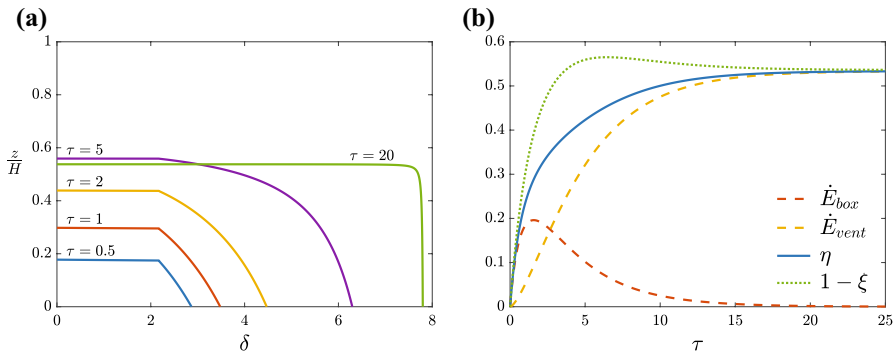 (a)
(b)
1
0.8
0.6
0.4
0.2
0
z/H
τ = 5
τ = 20
τ = 2
τ = 1
τ = 0.5
0 2 4 6 8
δ
0.6
0.5
0.4
0.3
0.2
0.1
0
Ė_box
Ė_vent
η
1 − ξ
0 5 10 15 20 25
τ